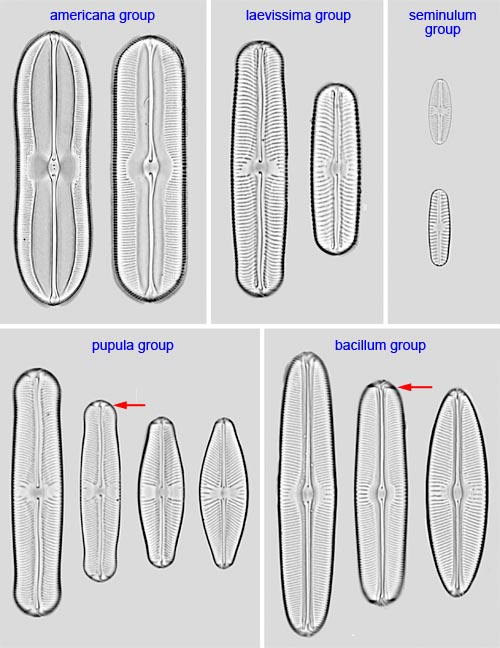 americana group
laevissima group
seminulum
group
pupula group
bacillum group